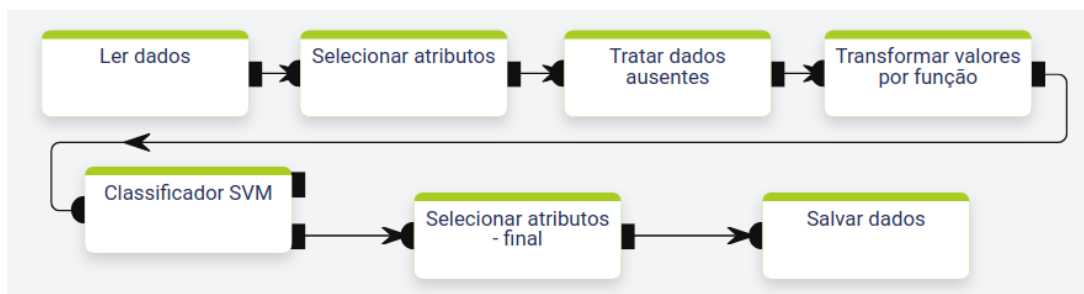 Ler dados
Selecionar atributos
Tratar dados
ausentes
Transformar valores
por função
Classificador SVM
Selecionar atributos
- final
Salvar dados